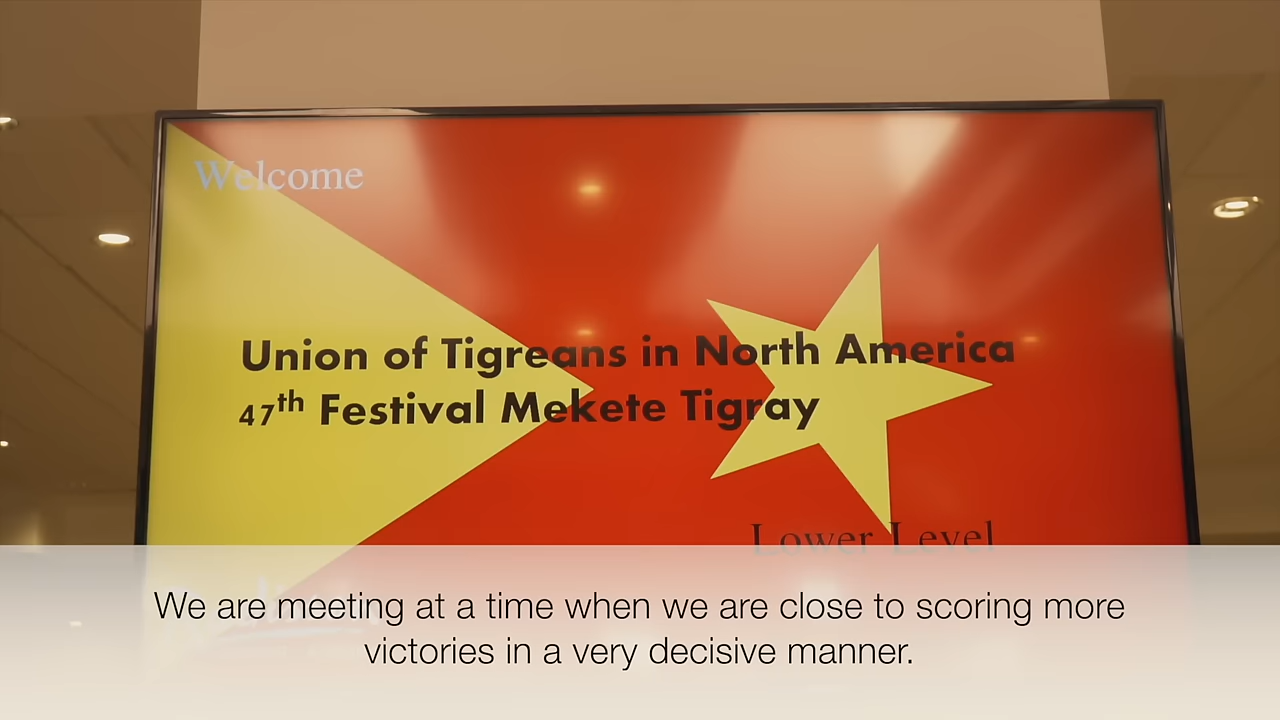 Welcome
Union of Tigreans in North America
47th Festival Mekete Tigray
Lower Level
We are meeting at a time when we are close to scoring more
victories in a very decisive manner.